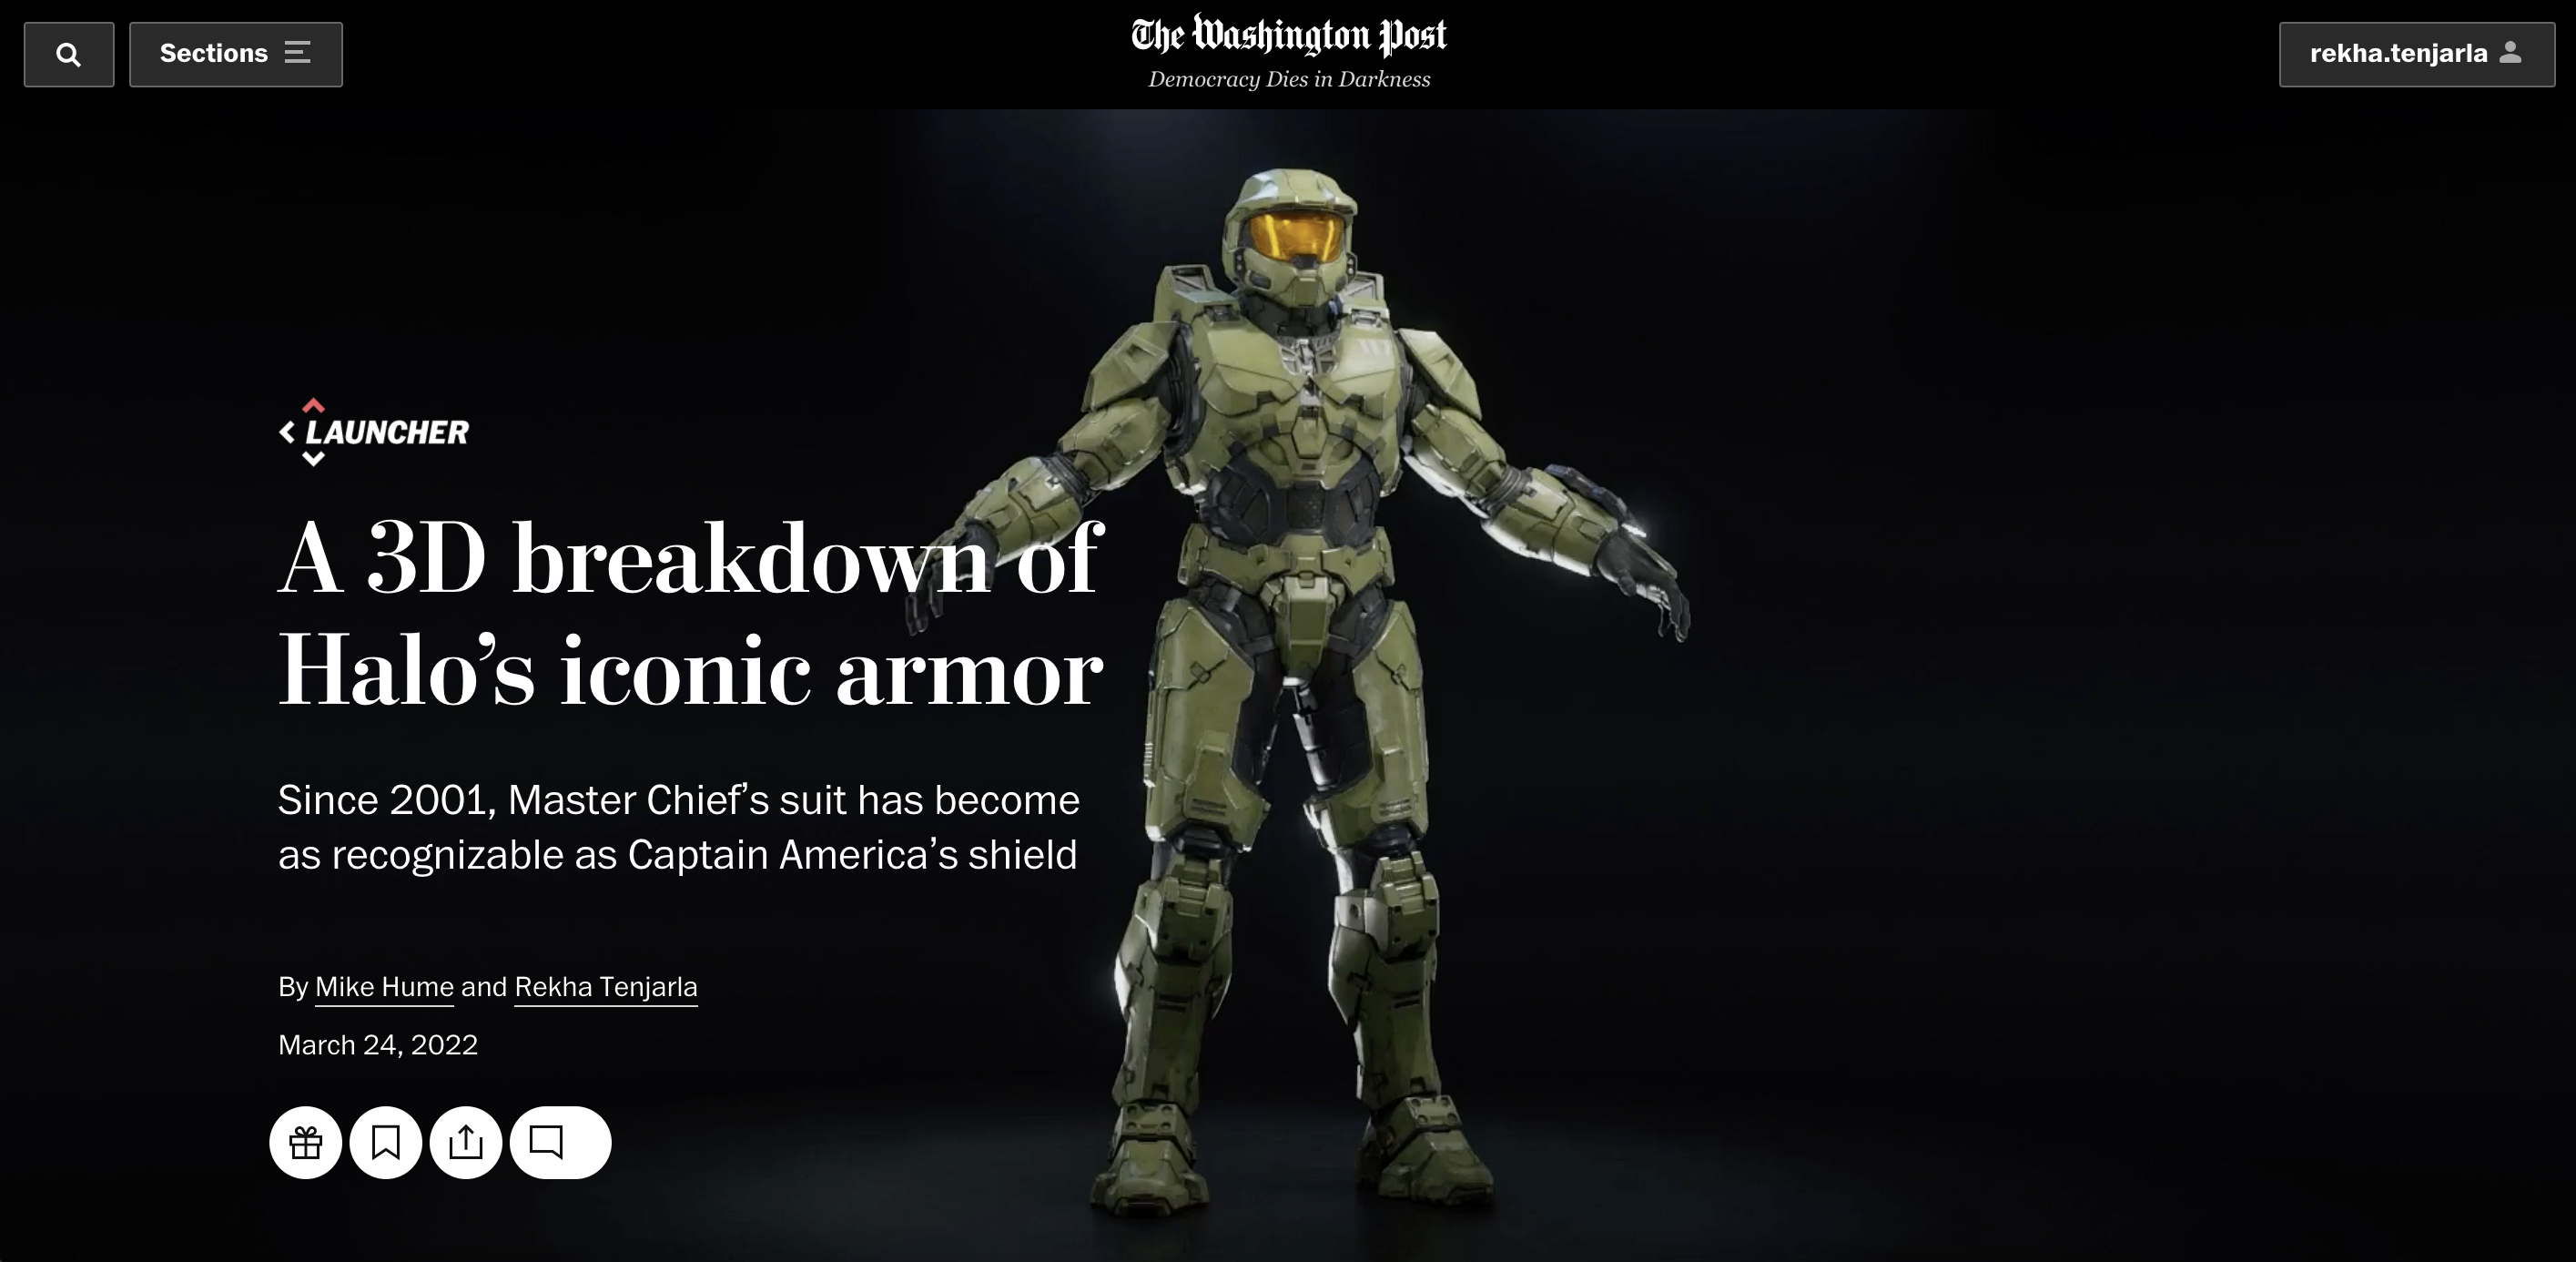 Sections
The Washington Post
Democracy Dies in Darkness
rekha.tenjarla
LAUNCHER
A 3D breakdown of
Halo’s iconic armor
Since 2001, Master Chief’s suit has become
as recognizable as Captain America’s shield
By Mike Hume and Rekha Tenjarla
March 24, 2022